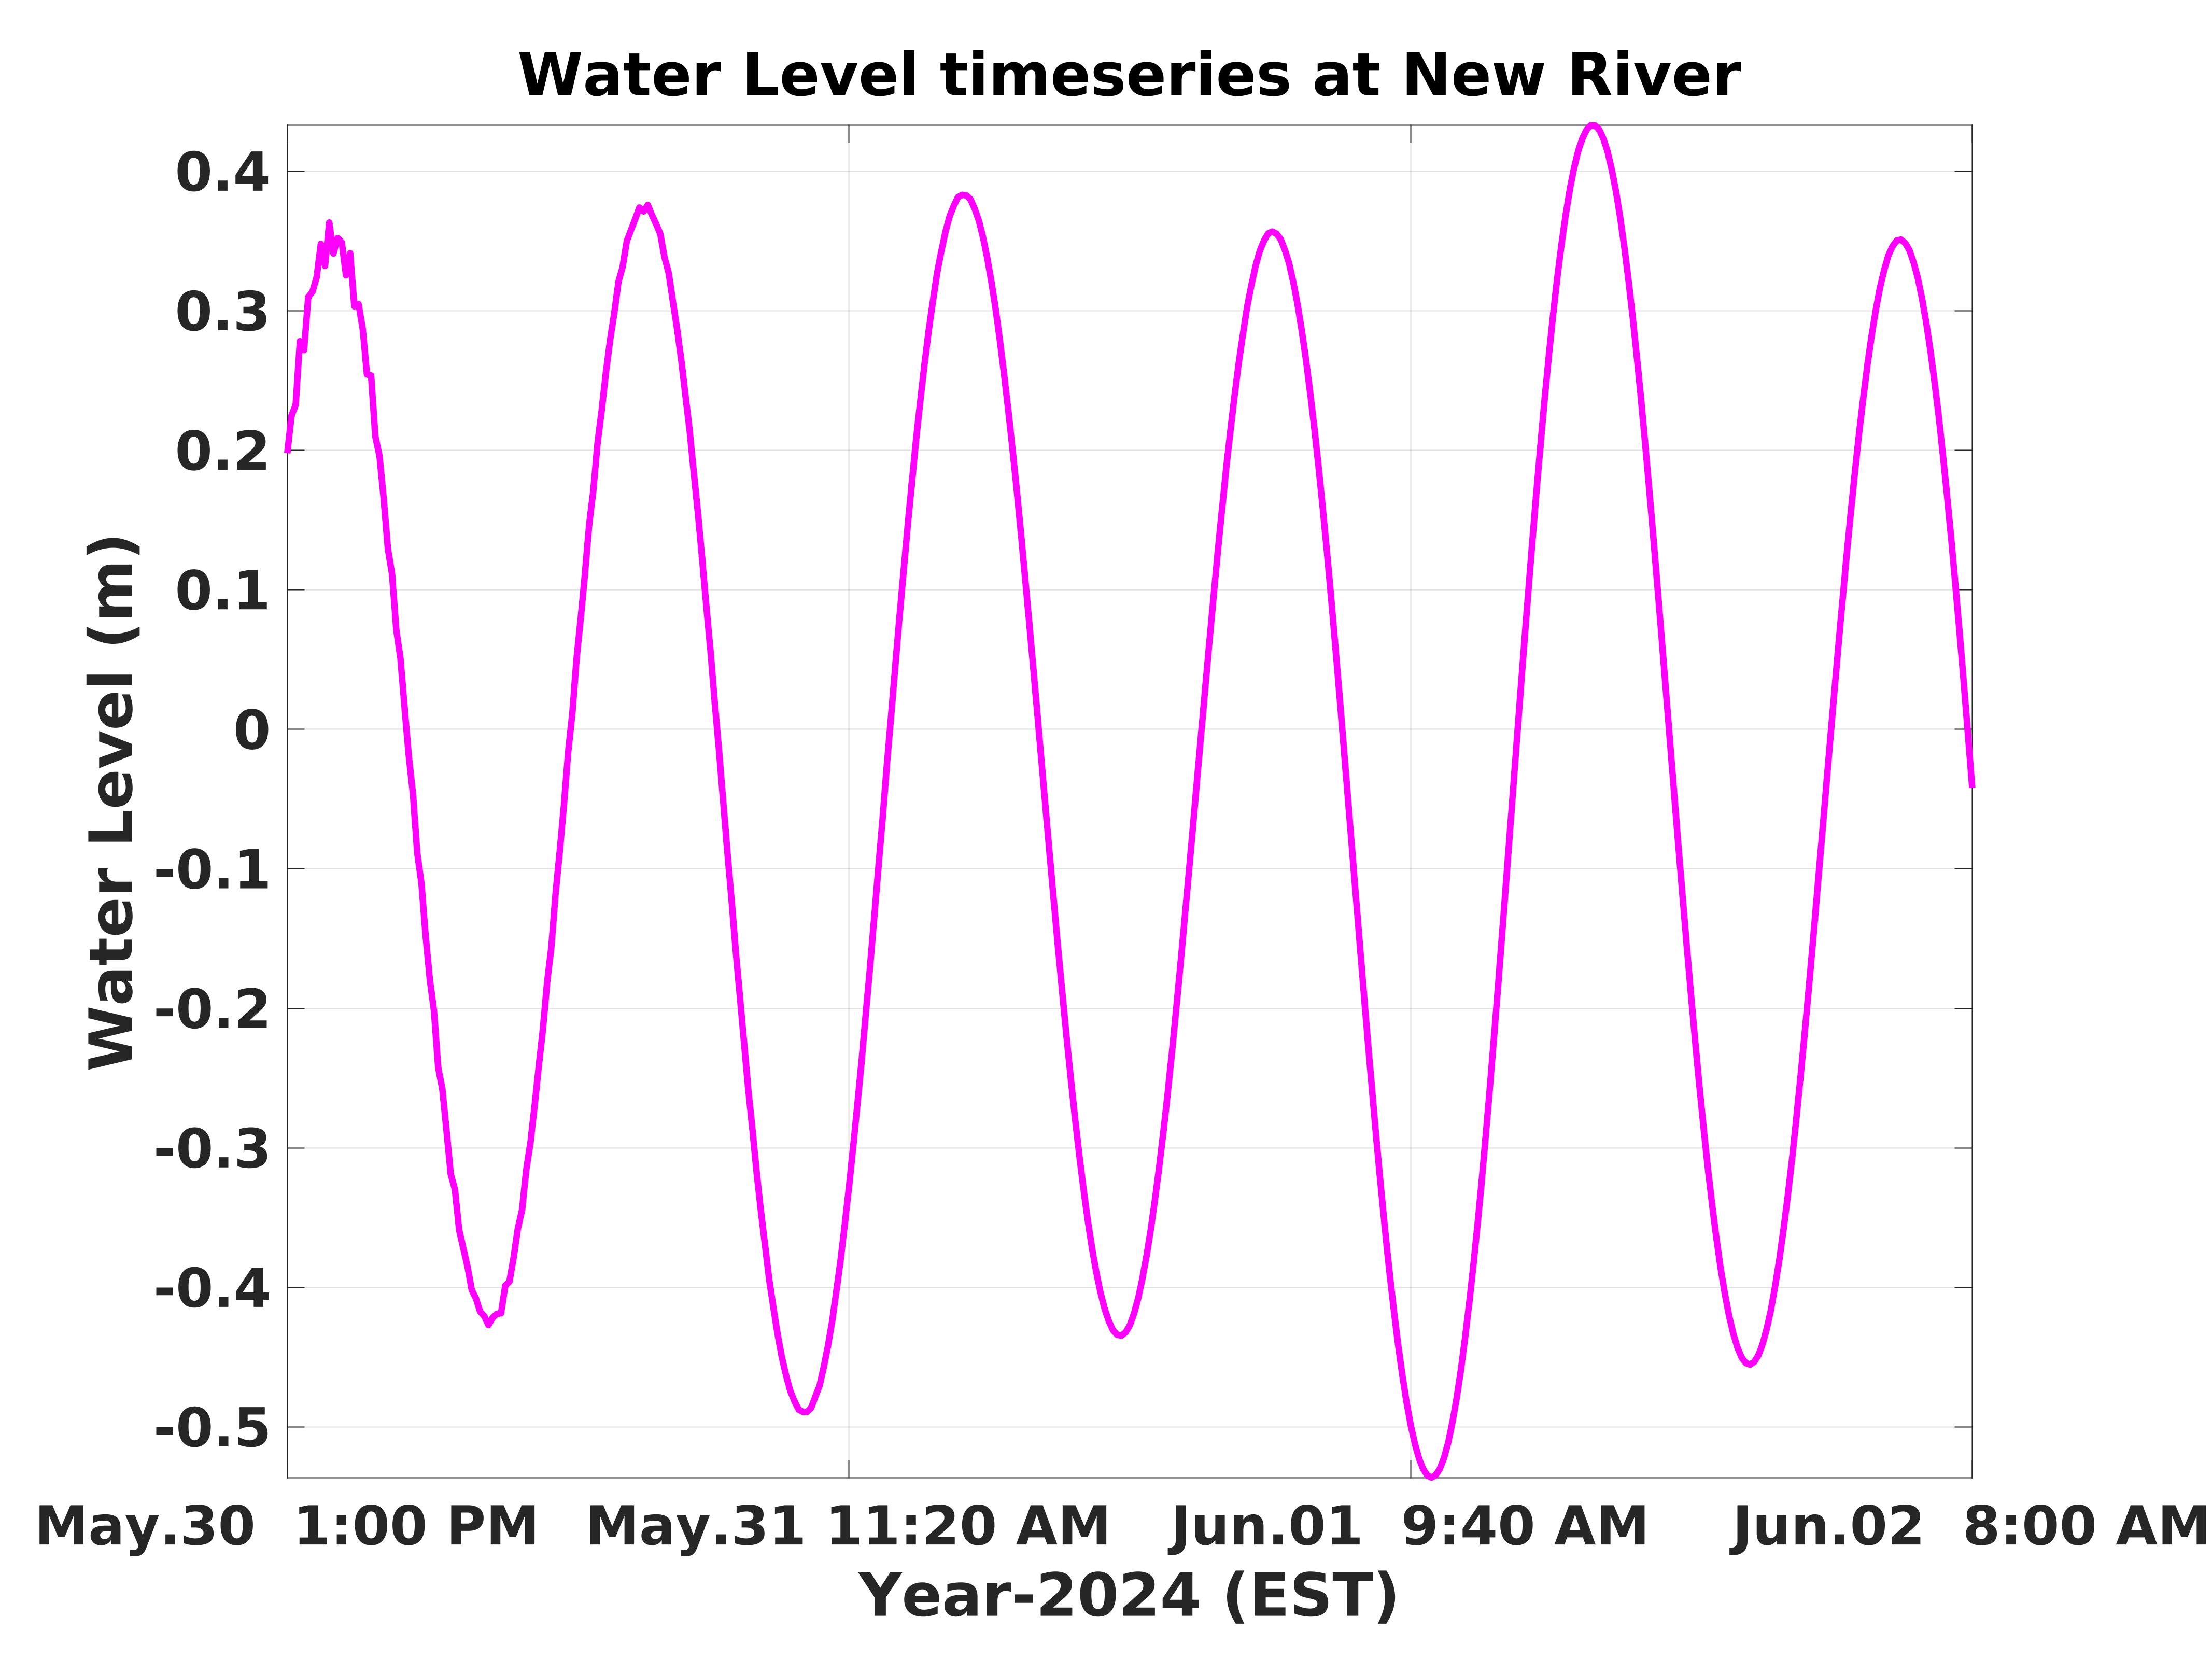 Water Level timeseries at New River
Water Level (m)
0.4
0.3
0.2
0.1
0
-0.1
-0.2
-0.3
-0.4
-0.5
May.30 1:00 PM May.31 11:20 AM Jun.01 9:40 AM Jun.02 8:00 AM
Year-2024 (EST)